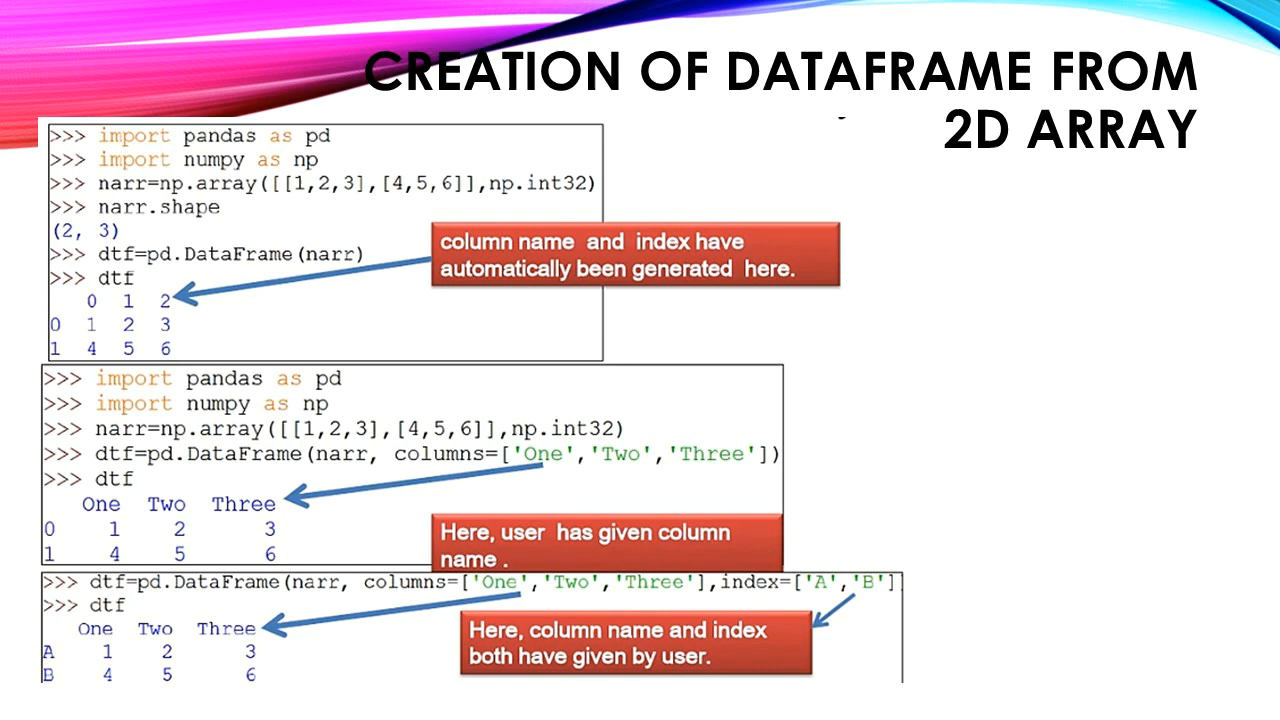 CREATION OF DATAFRAME FROM
2D ARRAY
>>> import pandas as pd
>>> import numpy as np
>>> narr=np.array([[1,2,3],[4,5,6]],np.int32)
>>> narr.shape
(2, 3)
>>> dtf=pd.DataFrame(narr)
>>> dtf
0 1 2
0 1 2 3
1 4 5 6
column name and index have
automatically been generated here.
>>> import pandas as pd
>>> import numpy as np
>>> narr=np.array([[1,2,3],[4,5,6]],np.int32)
>>> dtf=pd.DataFrame(narr, columns=['One','Two','Three'])
>>> dtf
One Two Three
0 1 2 3
1 4 5 6
Here, user has given column
name .
>>> dtf=pd.DataFrame(narr, columns=['One','Two','Three'],index=['A','B']
>>> dtf
One Two Three
A 1 2 3
B 4 5 6
Here, column name and index
both have given by user.